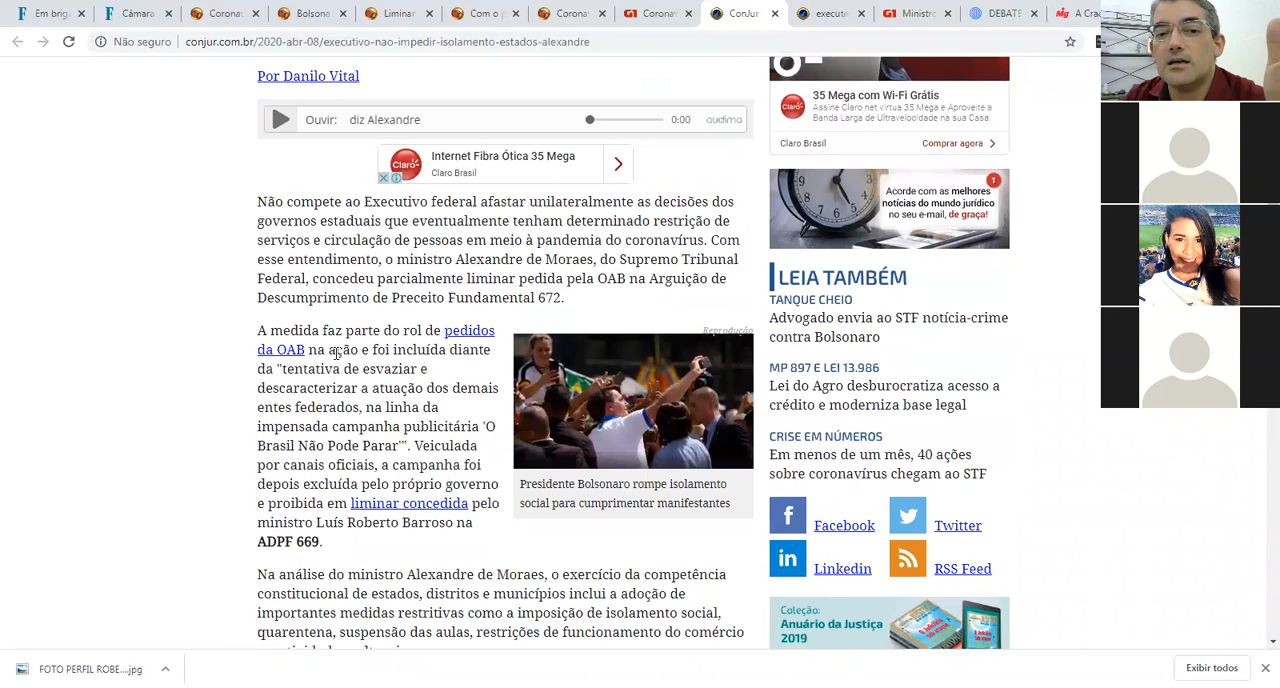 Em brig
Câmara
Coronav
Bolsona
Limina
Com o p
Corona
G1 Corona
ConJur -
execut
G1 Ministro
DEBATE
A Cra
Não seguro | conjur.com.br/2020-abr-08/executivo-nao-impedir-isolamento-estados-alexandre
Por Danilo Vital
Ouvir: diz Alexandre 0:00 audima
Claro
Internet Fibra Ótica 35 Mega
Claro Brasil
Não compete ao Executivo federal afastar unilateralmente as decisões dos
governos estaduais que eventualmente tenham determinado restrição de
serviços e circulação de pessoas em meio à pandemia do coronavírus. Com
esse entendimento, o ministro Alexandre de Moraes, do Supremo Tribunal
Federal, concedeu parcialmente liminar pedida pela OAB na Arguição de
Descumprimento de Preceito Fundamental 672.
A medida faz parte do rol de pedidos
da OAB na ação e foi incluída diante
da "tentativa de esvaziar e
descaracterizar a atuação dos demais
entes federados, na linha da
impensada campanha publicitária 'O
Brasil Não Pode Parar'". Veiculada
por canais oficiais, a campanha foi
depois excluída pelo próprio governo
e proibida em liminar concedida pelo
ministro Luís Roberto Barroso na
ADPF 669.
Reprodução
Presidente Bolsonaro rompe isolamento
social para cumprimentar manifestantes
Na análise do ministro Alexandre de Moraes, o exercício da competência
constitucional de estados, distritos e municípios inclui a adoção de
importantes medidas restritivas como a imposição de isolamento social,
quarentena, suspensão das aulas, restrições de funcionamento do comércio
Claro
35 Mega com Wi-Fi Grátis
Assine Claro net virtua 35 Mega e Aproveite a
Banda Larga de Ultravelocidade na sua Casa.
Claro Brasil
Comprar agora
1
Acorde com as melhores
notícias do mundo jurídico
no seu e-mail, de graça!
LEIA TAMBÉM
TANQUE CHEIO
Advogado envia ao STF notícia-crime
contra Bolsonaro
MP 897 E LEI 13.986
Lei do Agro desburocratiza acesso a
crédito e moderniza base legal
CRISE EM NÚMEROS
Em menos de um mês, 40 ações
sobre coronavírus chegam ao STF
Facebook
Twitter
Linkedin
RSS Feed
Coleção:
Anuário da Justiça
2019
FOTO PERFIL ROBE....jpg
Exibir todos